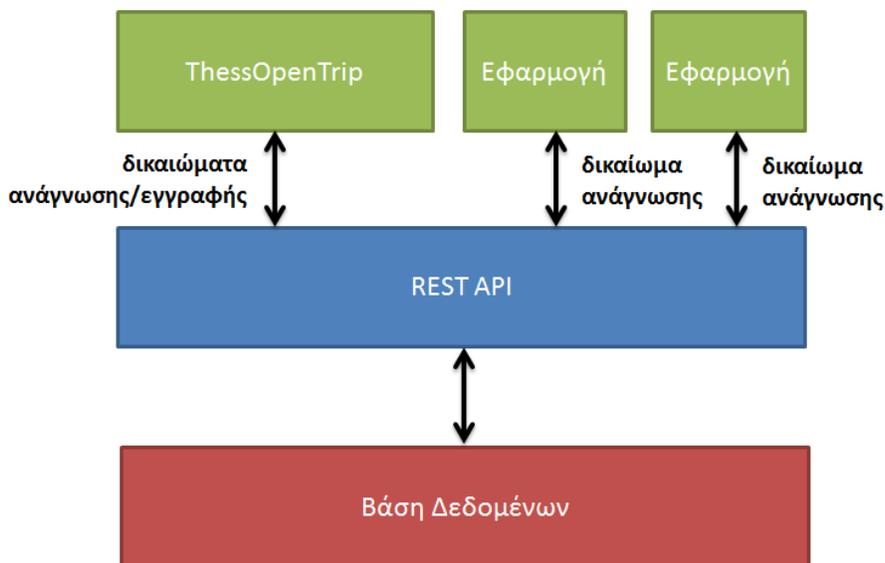 ThessOpenTrip
Εφαρμογή
Εφαρμογή
δικαιώματα
ανάγνωσης/εγγραφής
δικαίωμα
ανάγνωσης
δικαίωμα
ανάγνωσης
REST API
Βάση Δεδομένων